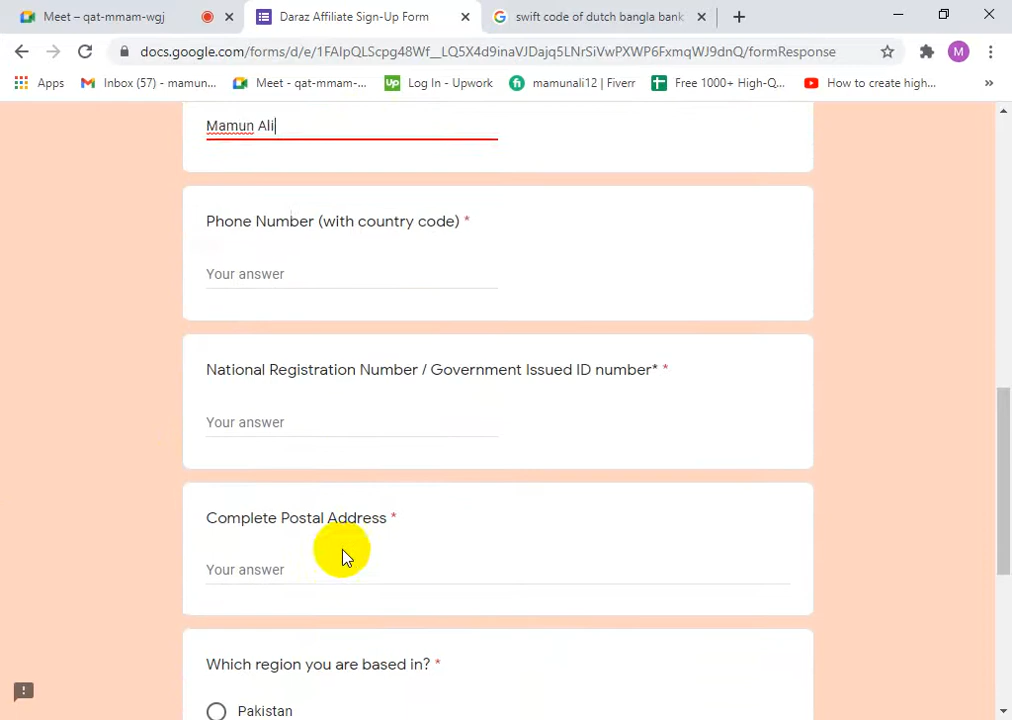 Meet – qat-mmam-wgj
Daraz Affiliate Sign-Up Form
swift code of dutch bangla bank
docs.google.com/forms/d/e/1FAIpQLScpg48Wf__LQ5X4d9inaVJDajq5LNrSiVwPXWP6FxmqWJ9dnQ/formResponse
M
Apps
Inbox (57) - mamun...
Meet - qat-mmam-...
Up Log In - Upwork
fi mamunali12 | Fiverr
Free 1000+ High-Q...
How to create high...
»
Mamun Ali
Phone Number (with country code) *
Your answer
National Registration Number / Government Issued ID number* *
Your answer
Complete Postal Address *
Your answer
Which region you are based in? *
Pakistan